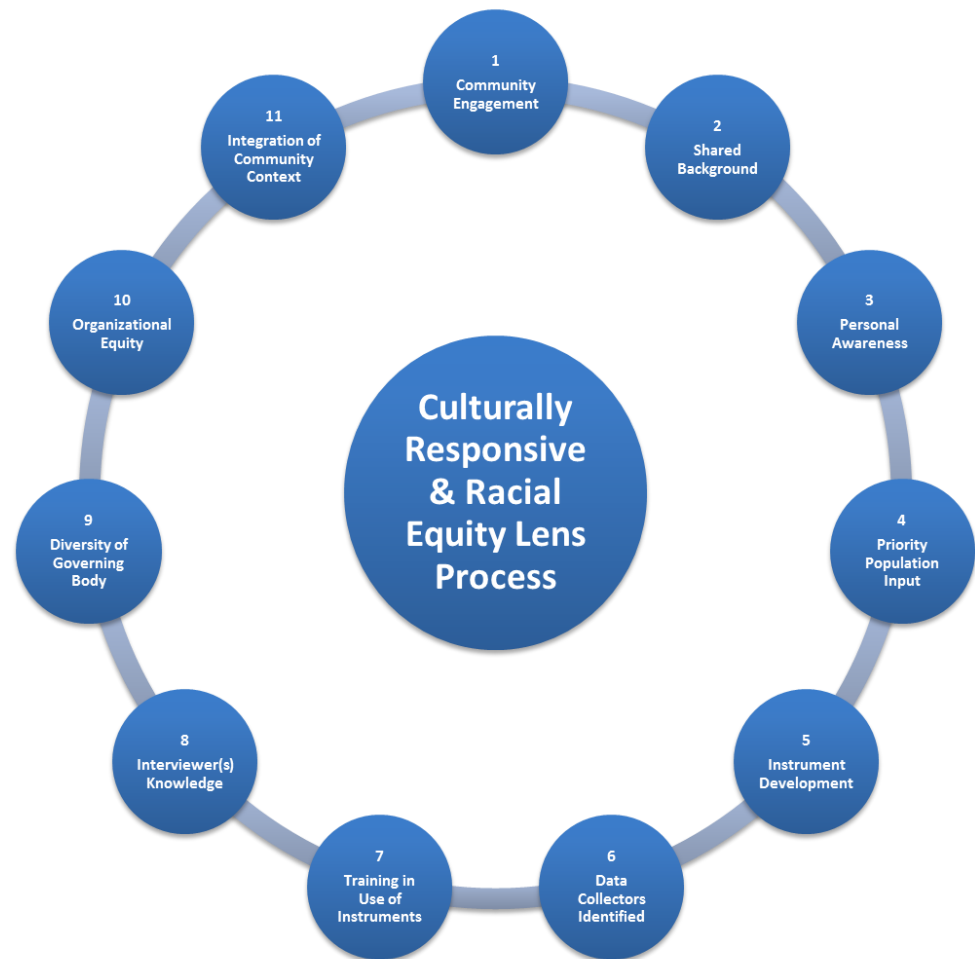 1
Community
Engagement
2
Shared
Background
3
Personal
Awareness
4
Priority
Population
Input
5
Instrument
Development
6
Data
Collectors
Identified
7
Training in
Use of
Instruments
8
Interviewer(s)
Knowledge
9
Diversity of
Governing
Body
10
Organizational
Equity
11
Integration of
Community
Context
Culturally
Responsive
& Racial
Equity Lens
Process